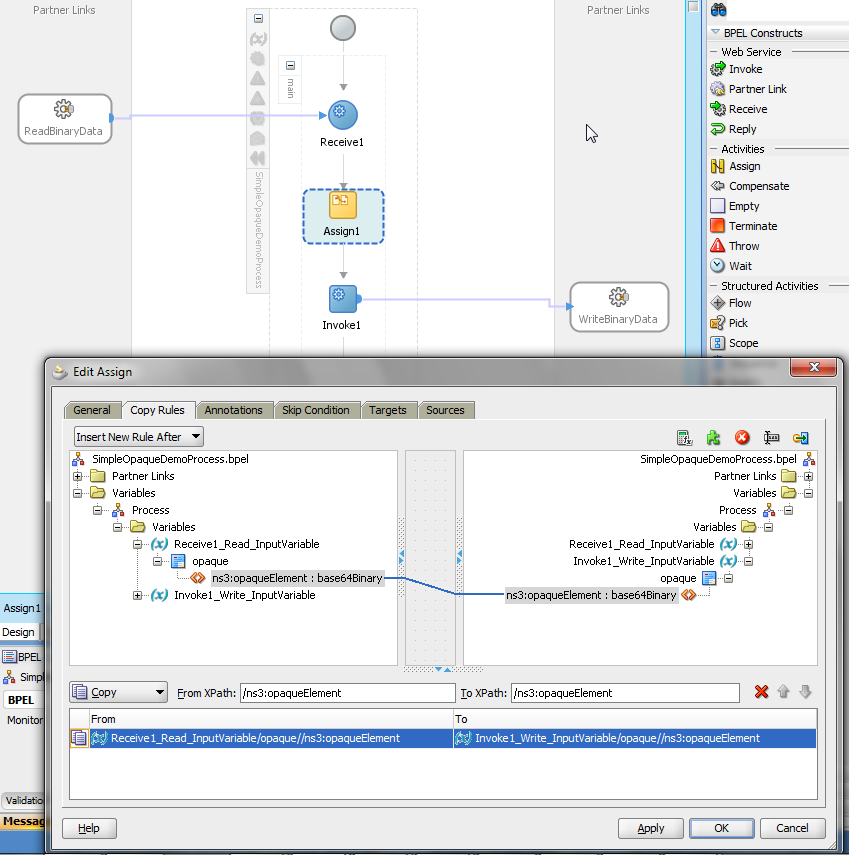 Partner Links
Partner Links
main
ReadBinaryData
Receive1
SimpleOpaqueDemoProcess
Assign1
Invoke1
WriteBinaryData
BPEL Constructs
Web Service
Invoke
Partner Link
Receive
Reply
Activities
Assign
Compensate
Empty
Terminate
Throw
Wait
Structured Activities
Flow
Pick
Scope
Edit Assign
General
Copy Rules
Annotations
Skip Condition
Targets
Sources
Insert New Rule After
SimpleOpaqueDemoProcess.bpel
Partner Links
Variables
Process
Variables
Receive1_Read_InputVariable
opaque
ns3:opaqueElement : base64Binary
Invoke1_Write_InputVariable
SimpleOpaqueDemoProcess.bpel
Partner Links
Variables
Process
Variables
Receive1_Read_InputVariable
Invoke1_Write_InputVariable
opaque
ns3:opaqueElement : base64Binary
Copy
From XPath:
/ns3:opaqueElement
To XPath:
/ns3:opaqueElement
From
To
Receive1_Read_InputVariable/opaque//ns3:opaqueElement
Invoke1_Write_InputVariable/opaque//ns3:opaqueElement
Help
Apply
OK
Cancel
Assign1
Design
BPEL
Simpl
BPEL
Monitor
Validatio
Messag